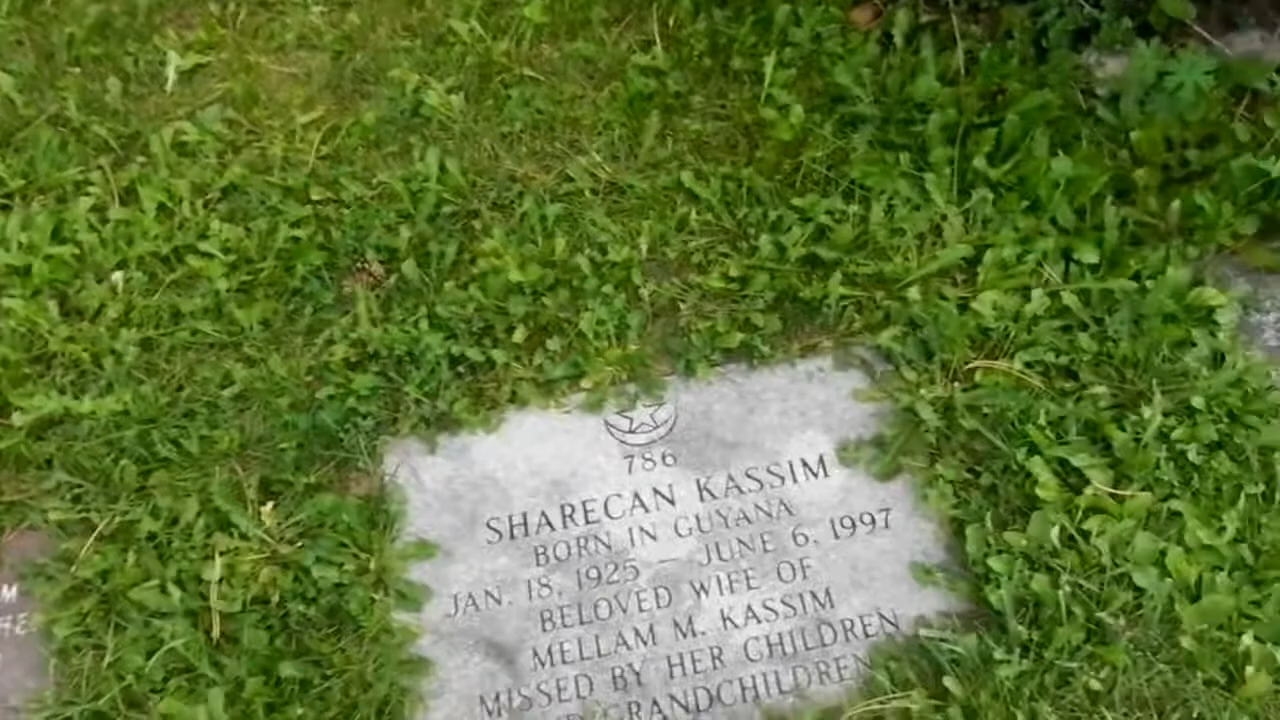 786
SHARECAN KASSIM
BORN IN GUYANA
JAN. 18, 1925 — JUNE 6, 1997
BELOVED WIFE OF
MELLAM M. KASSIM
MISSED BY HER CHILDREN
GRANDCHILDREN